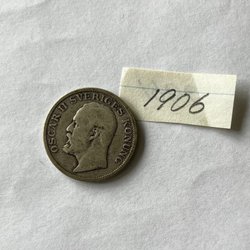 OSCAR II SVERIGES KONUNG
1906